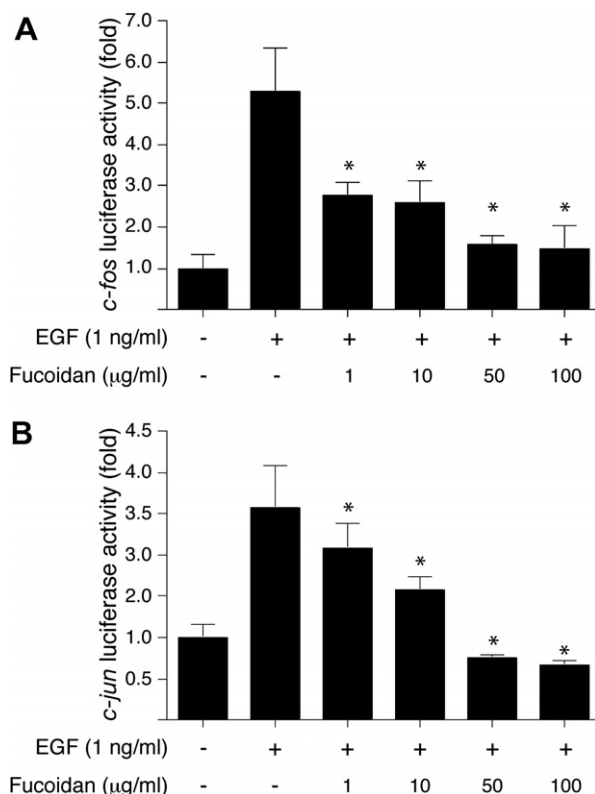 A
c-fos luciferase activity (fold)
7.0
6.0
5.0
4.0
3.0
2.0
1.0
* * * *
EGF (1 ng/ml) - + + + + +
Fucoidan (μg/ml) - - 1 10 50 100
B
c-jun luciferase activity (fold)
4.5
4.0
3.5
3.0
2.0
1.0
0.5
* * * *
EGF (1 ng/ml) - + + + + +
Fucoidan (μg/ml) - - 1 10 50 100